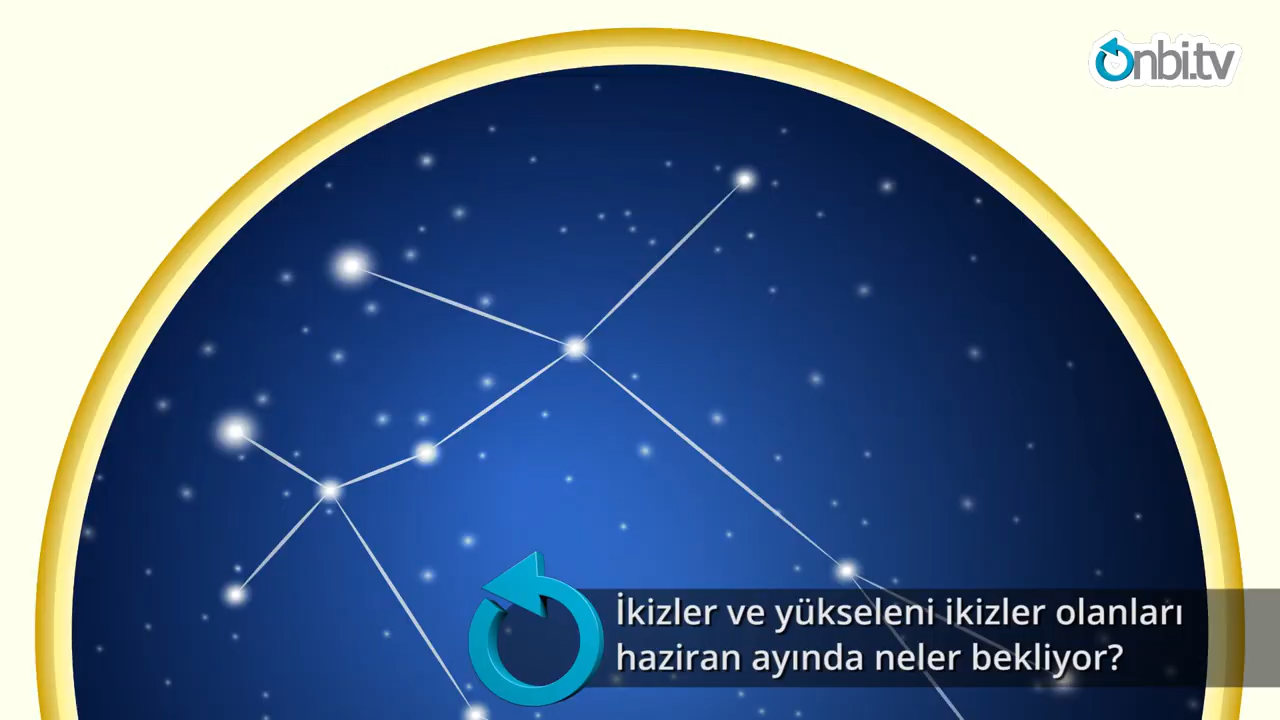 onbi.tv
İkizler ve yükseleni ikizler olanları
haziran ayında neler bekliyor?